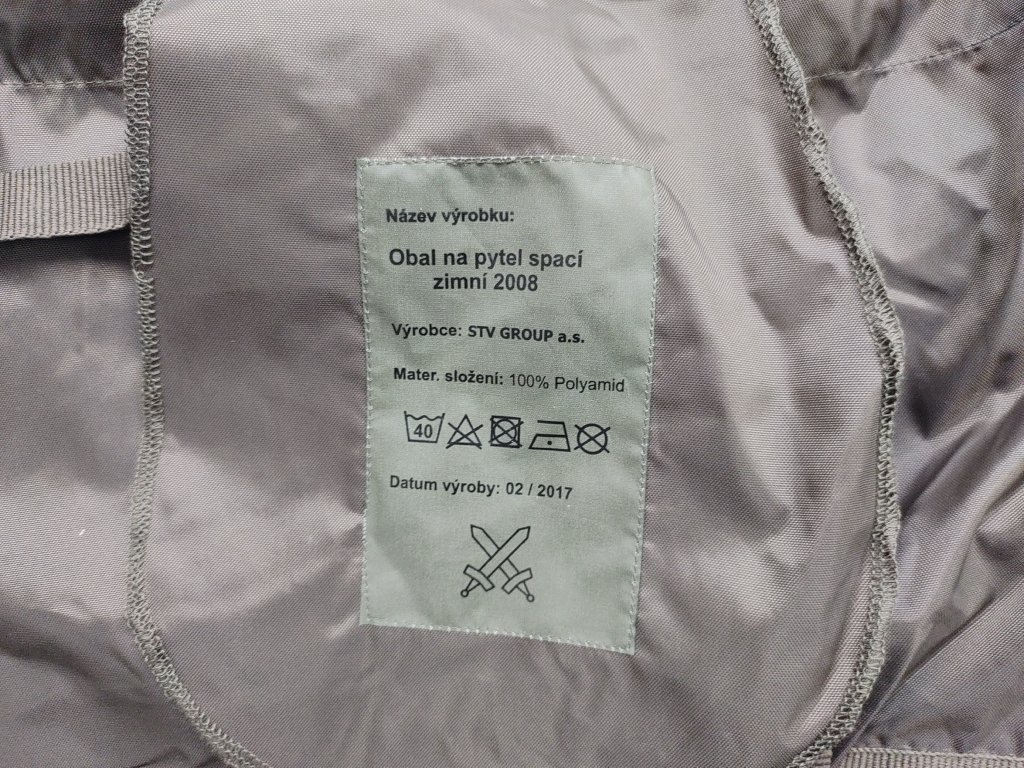 Název výrobku:
Obal na pytel spací
zimní 2008
Výrobce: STV GROUP a.s.
Mater. složení: 100% Polyamid
40
Datum výroby: 02 / 2017